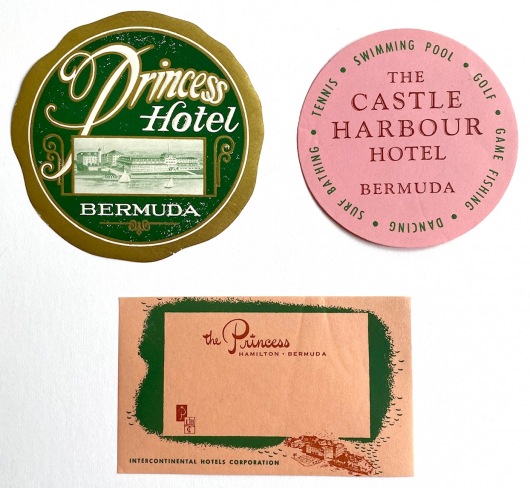 Princess
Hotel
BERMUDA
TENNIS • SWIMMING POOL • GOLF • GAME FISHING • DANCING • SURF BATHING •
THE
CASTLE
HARBOUR
HOTEL
BERMUDA
the Princess
HAMILTON • BERMUDA
INTERCONTINENTAL HOTELS CORPORATION